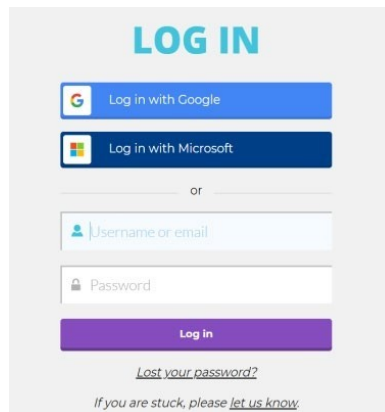 LOG IN
Log in with Google
Log in with Microsoft
or
Username or email
Password
Log in
Lost your password?
If you are stuck, please let us know.